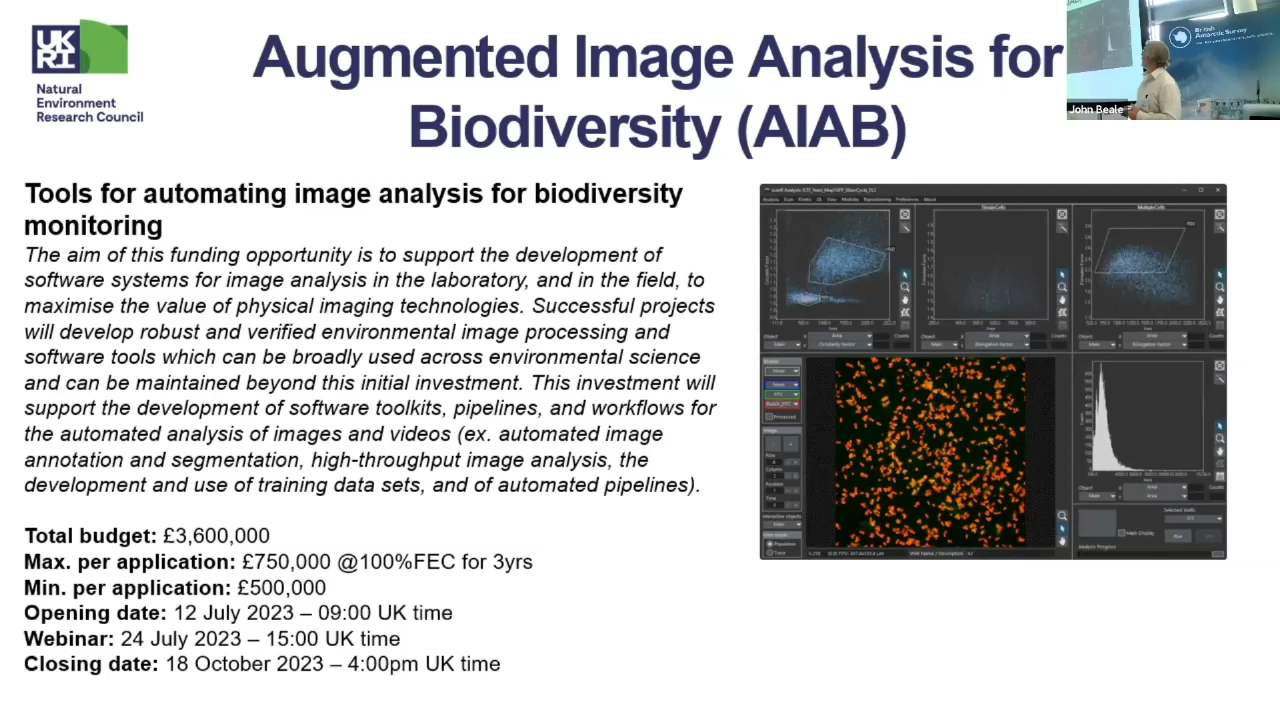 UK
RI
Natural
Environment
Research Council
Augmented Image Analysis for
Biodiversity (AIAB)
British
Antarctic Survey
John Beale
Tools for automating image analysis for biodiversity
monitoring
The aim of this funding opportunity is to support the development of
software systems for image analysis in the laboratory, and in the field, to
maximise the value of physical imaging technologies. Successful projects
will develop robust and verified environmental image processing and
software tools which can be broadly used across environmental science
and can be maintained beyond this initial investment. This investment will
support the development of software toolkits, pipelines, and workflows for
the automated analysis of images and videos (ex. automated image
annotation and segmentation, high-throughput image analysis, the
development and use of training data sets, and of automated pipelines).
Total budget: £3,600,000
Max. per application: £750,000 @100%FEC for 3yrs
Min. per application: £500,000
Opening date: 12 July 2023 – 09:00 UK time
Webinar: 24 July 2023 – 15:00 UK time
Closing date: 18 October 2023 – 4:00pm UK time